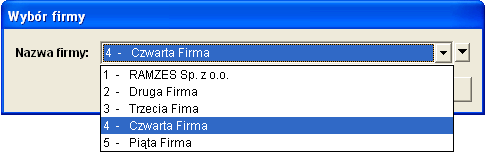 Wybór firmy
Nazwa firmy: 4 - Czwarta Firma
1 - RAMZES Sp. z o.o.
2 - Druga Firma
3 - Trzecia Fima
4 - Czwarta Firma
5 - Piąta Firma